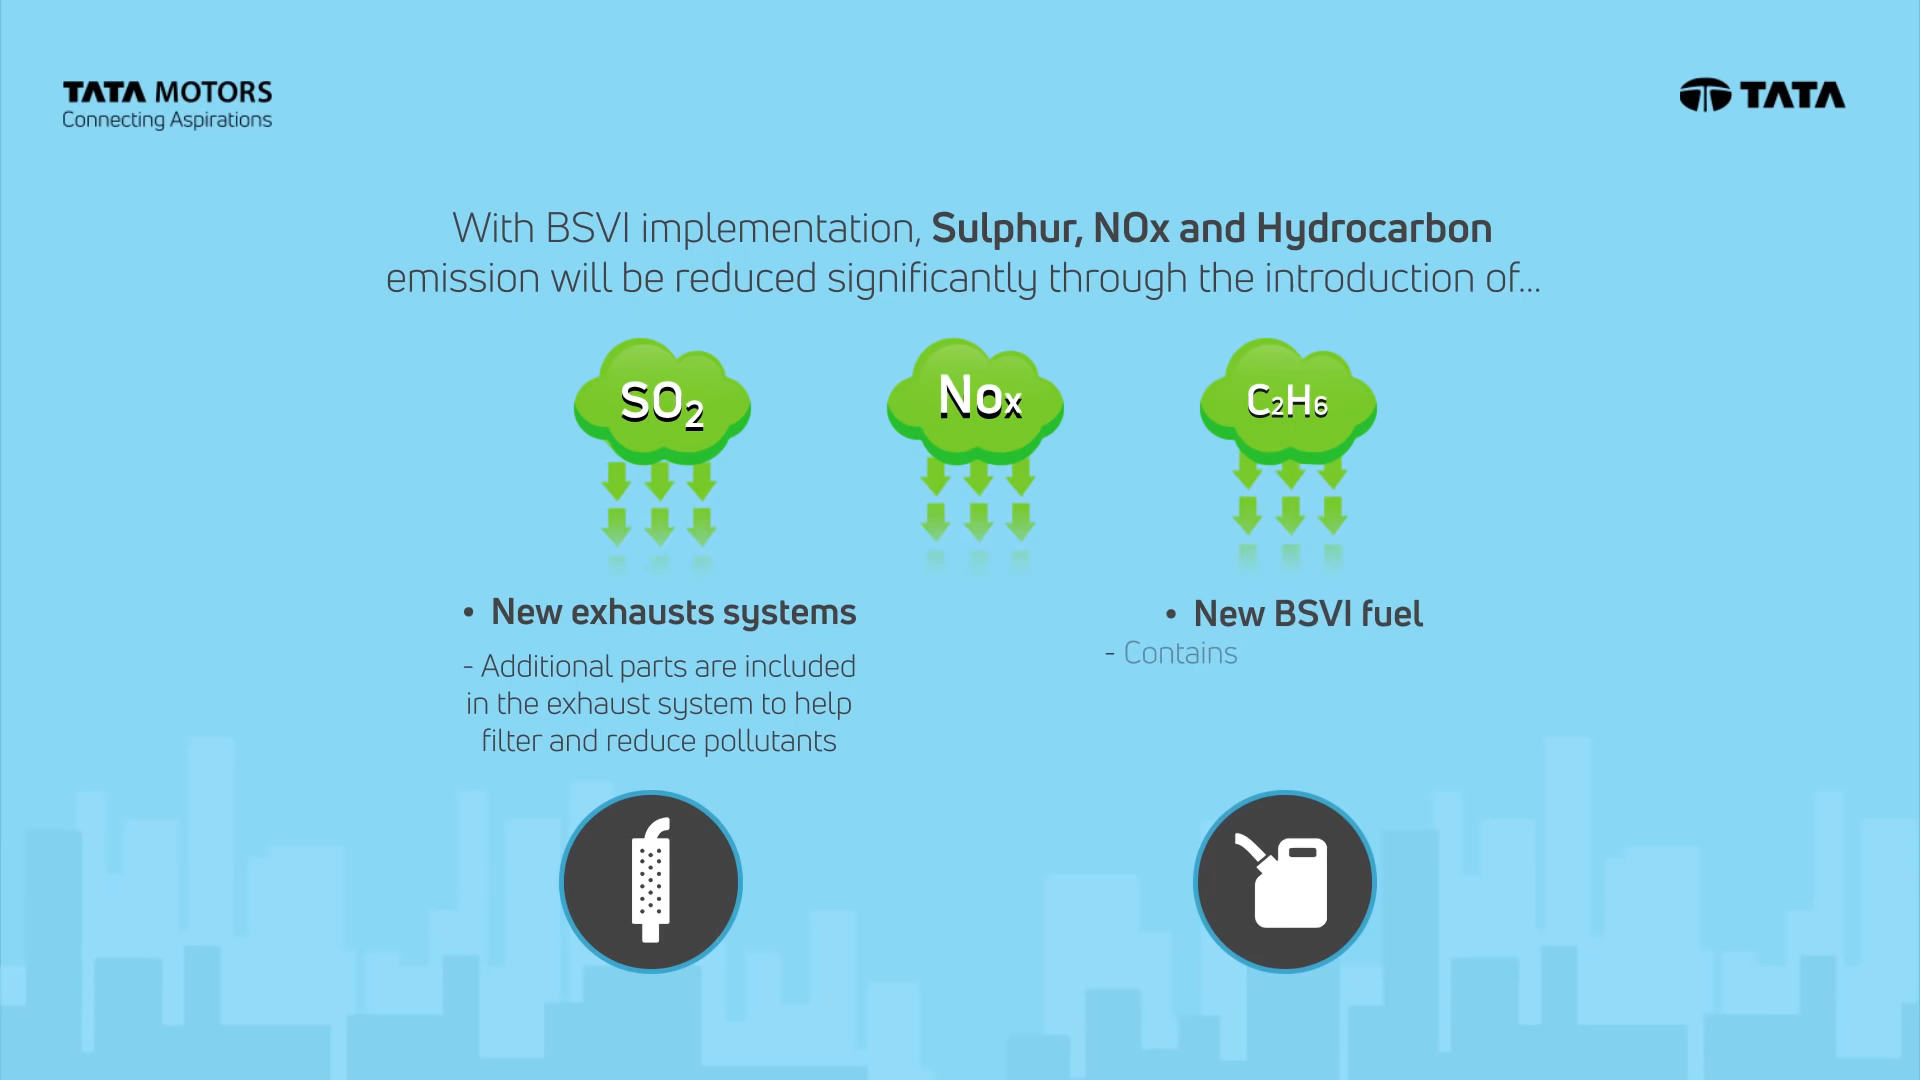 TATA MOTORS
Connecting Aspirations
TATA
With BSVI implementation, Sulphur, NOx and Hydrocarbon
emission will be reduced significantly through the introduction of...
SO2
NOx
C2H6
• New exhausts systems
- Additional parts are included
in the exhaust system to help
filter and reduce pollutants
• New BSVI fuel
- Contains